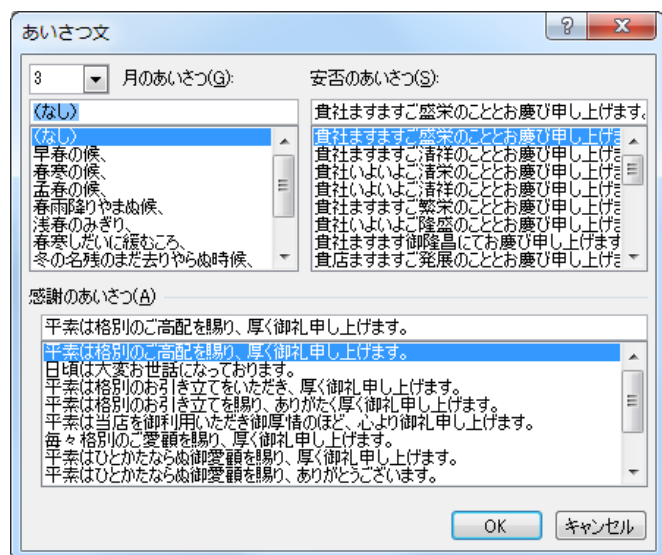 あいさつ文
3 月のあいさつ(G):
(なし)
(なし)
早春の候、
春寒の候、
孟春の候、
春雨降りやまぬ候、
浅春のみぎり、
春寒しだいに緩むころ、
冬の名残のまだ去りやらぬ時候、
安否のあいさつ(S):
貴社ますますご盛栄のこととお慶び申し上げます。
貴社ますますご盛栄のこととお慶び申し上げま
貴社ますますご清祥のこととお慶び申し上げま
貴社いよいよご清栄のこととお慶び申し上げま
貴社いよいよご清祥のこととお慶び申し上げま
貴社ますますご繁栄のこととお慶び申し上げま
貴社いよいよご隆盛のこととお慶び申し上げま
貴社ますます御隆昌にてお慶び申し上げます
貴店ますますご発展のこととお慶び申し上げま
感謝のあいさつ(A)
平素は格別のご高配を賜り、厚く御礼申し上げます。
平素は格別のご高配を賜り、厚く御礼申し上げます。
日頃は大変お世話になっております。
平素は格別のお引き立てをいただき、厚く御礼申し上げます。
平素は格別のお引き立てを賜り、ありがたく厚く御礼申し上げます。
平素は当店を御利用いただき御厚情のほど、心より御礼申し上げます。
毎々格別のご愛顧を賜り、厚く御礼申し上げます。
平素はひとかたならぬ御愛顧を賜り、厚く御礼申し上げます。
平素はひとかたならぬ御愛顧を賜り、ありがとうございます。
OK キャンセル